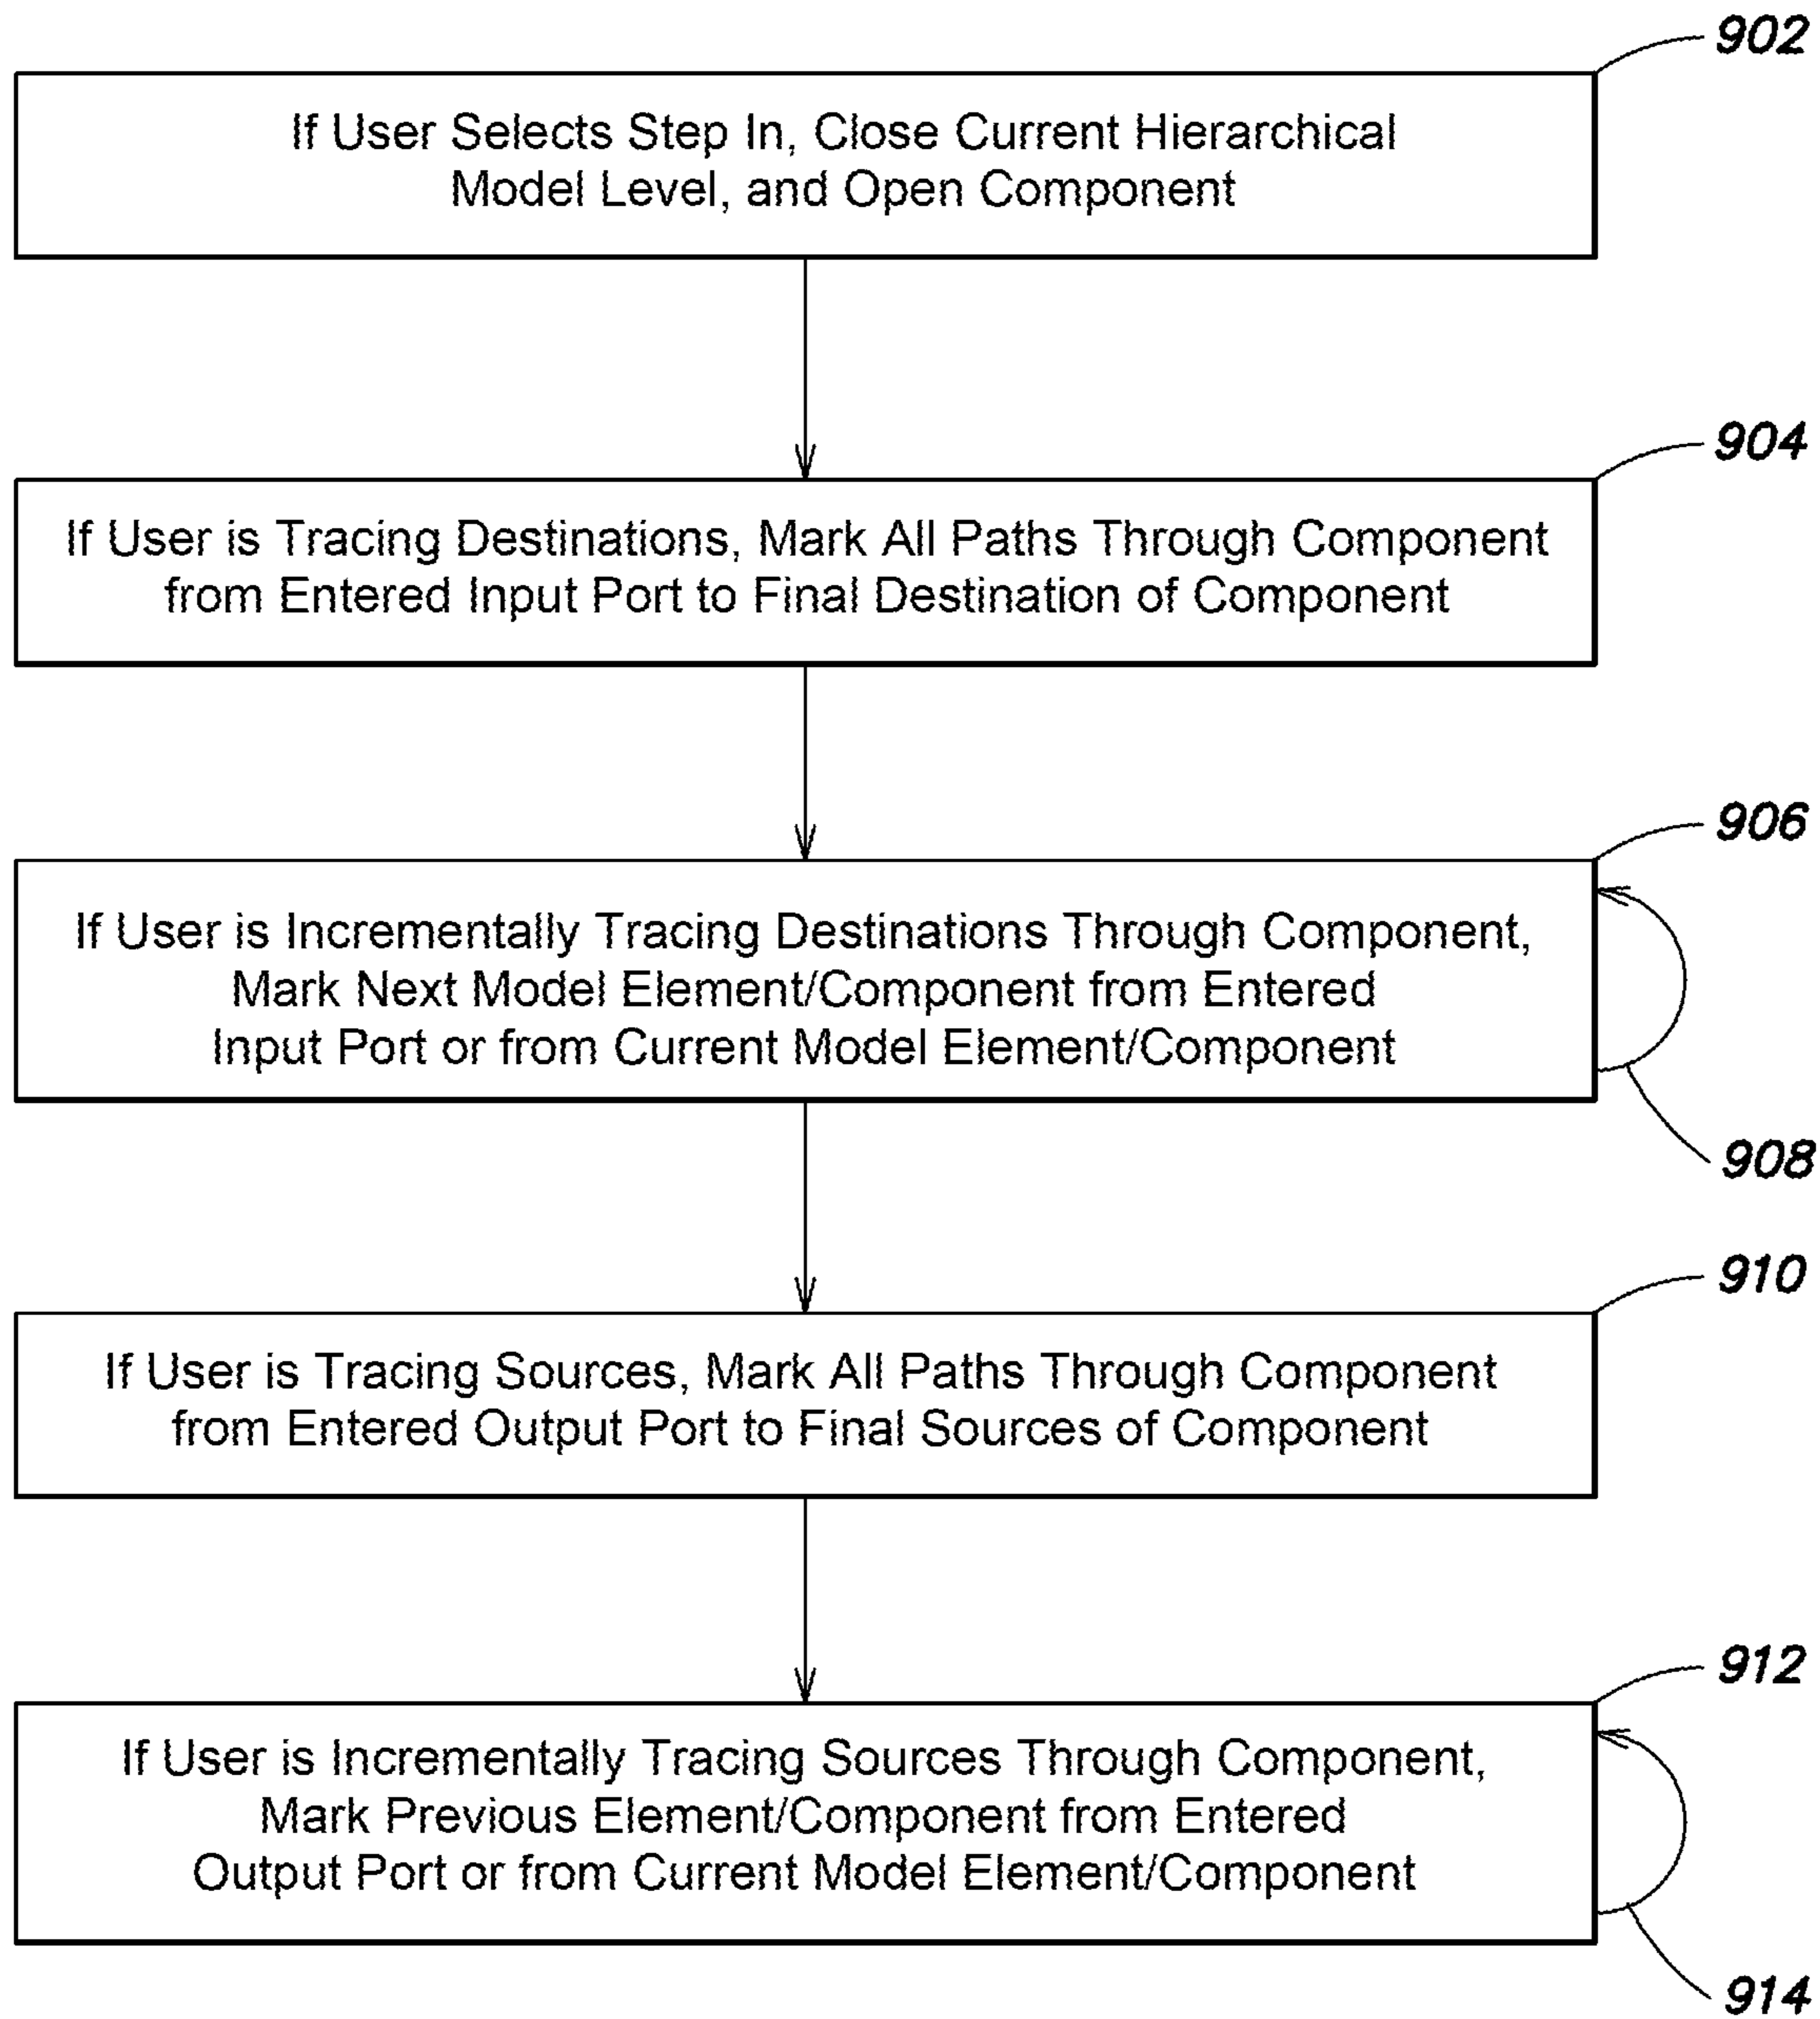 902
If User Selects Step In, Close Current Hierarchical
Model Level, and Open Component
904
If User is Tracing Destinations, Mark All Paths Through Component
from Entered Input Port to Final Destination of Component
906
If User is Incrementally Tracing Destinations Through Component,
Mark Next Model Element/Component from Entered
Input Port or from Current Model Element/Component
908
910
If User is Tracing Sources, Mark All Paths Through Component
from Entered Output Port to Final Sources of Component
912
If User is Incrementally Tracing Sources Through Component,
Mark Previous Element/Component from Entered
Output Port or from Current Model Element/Component
914